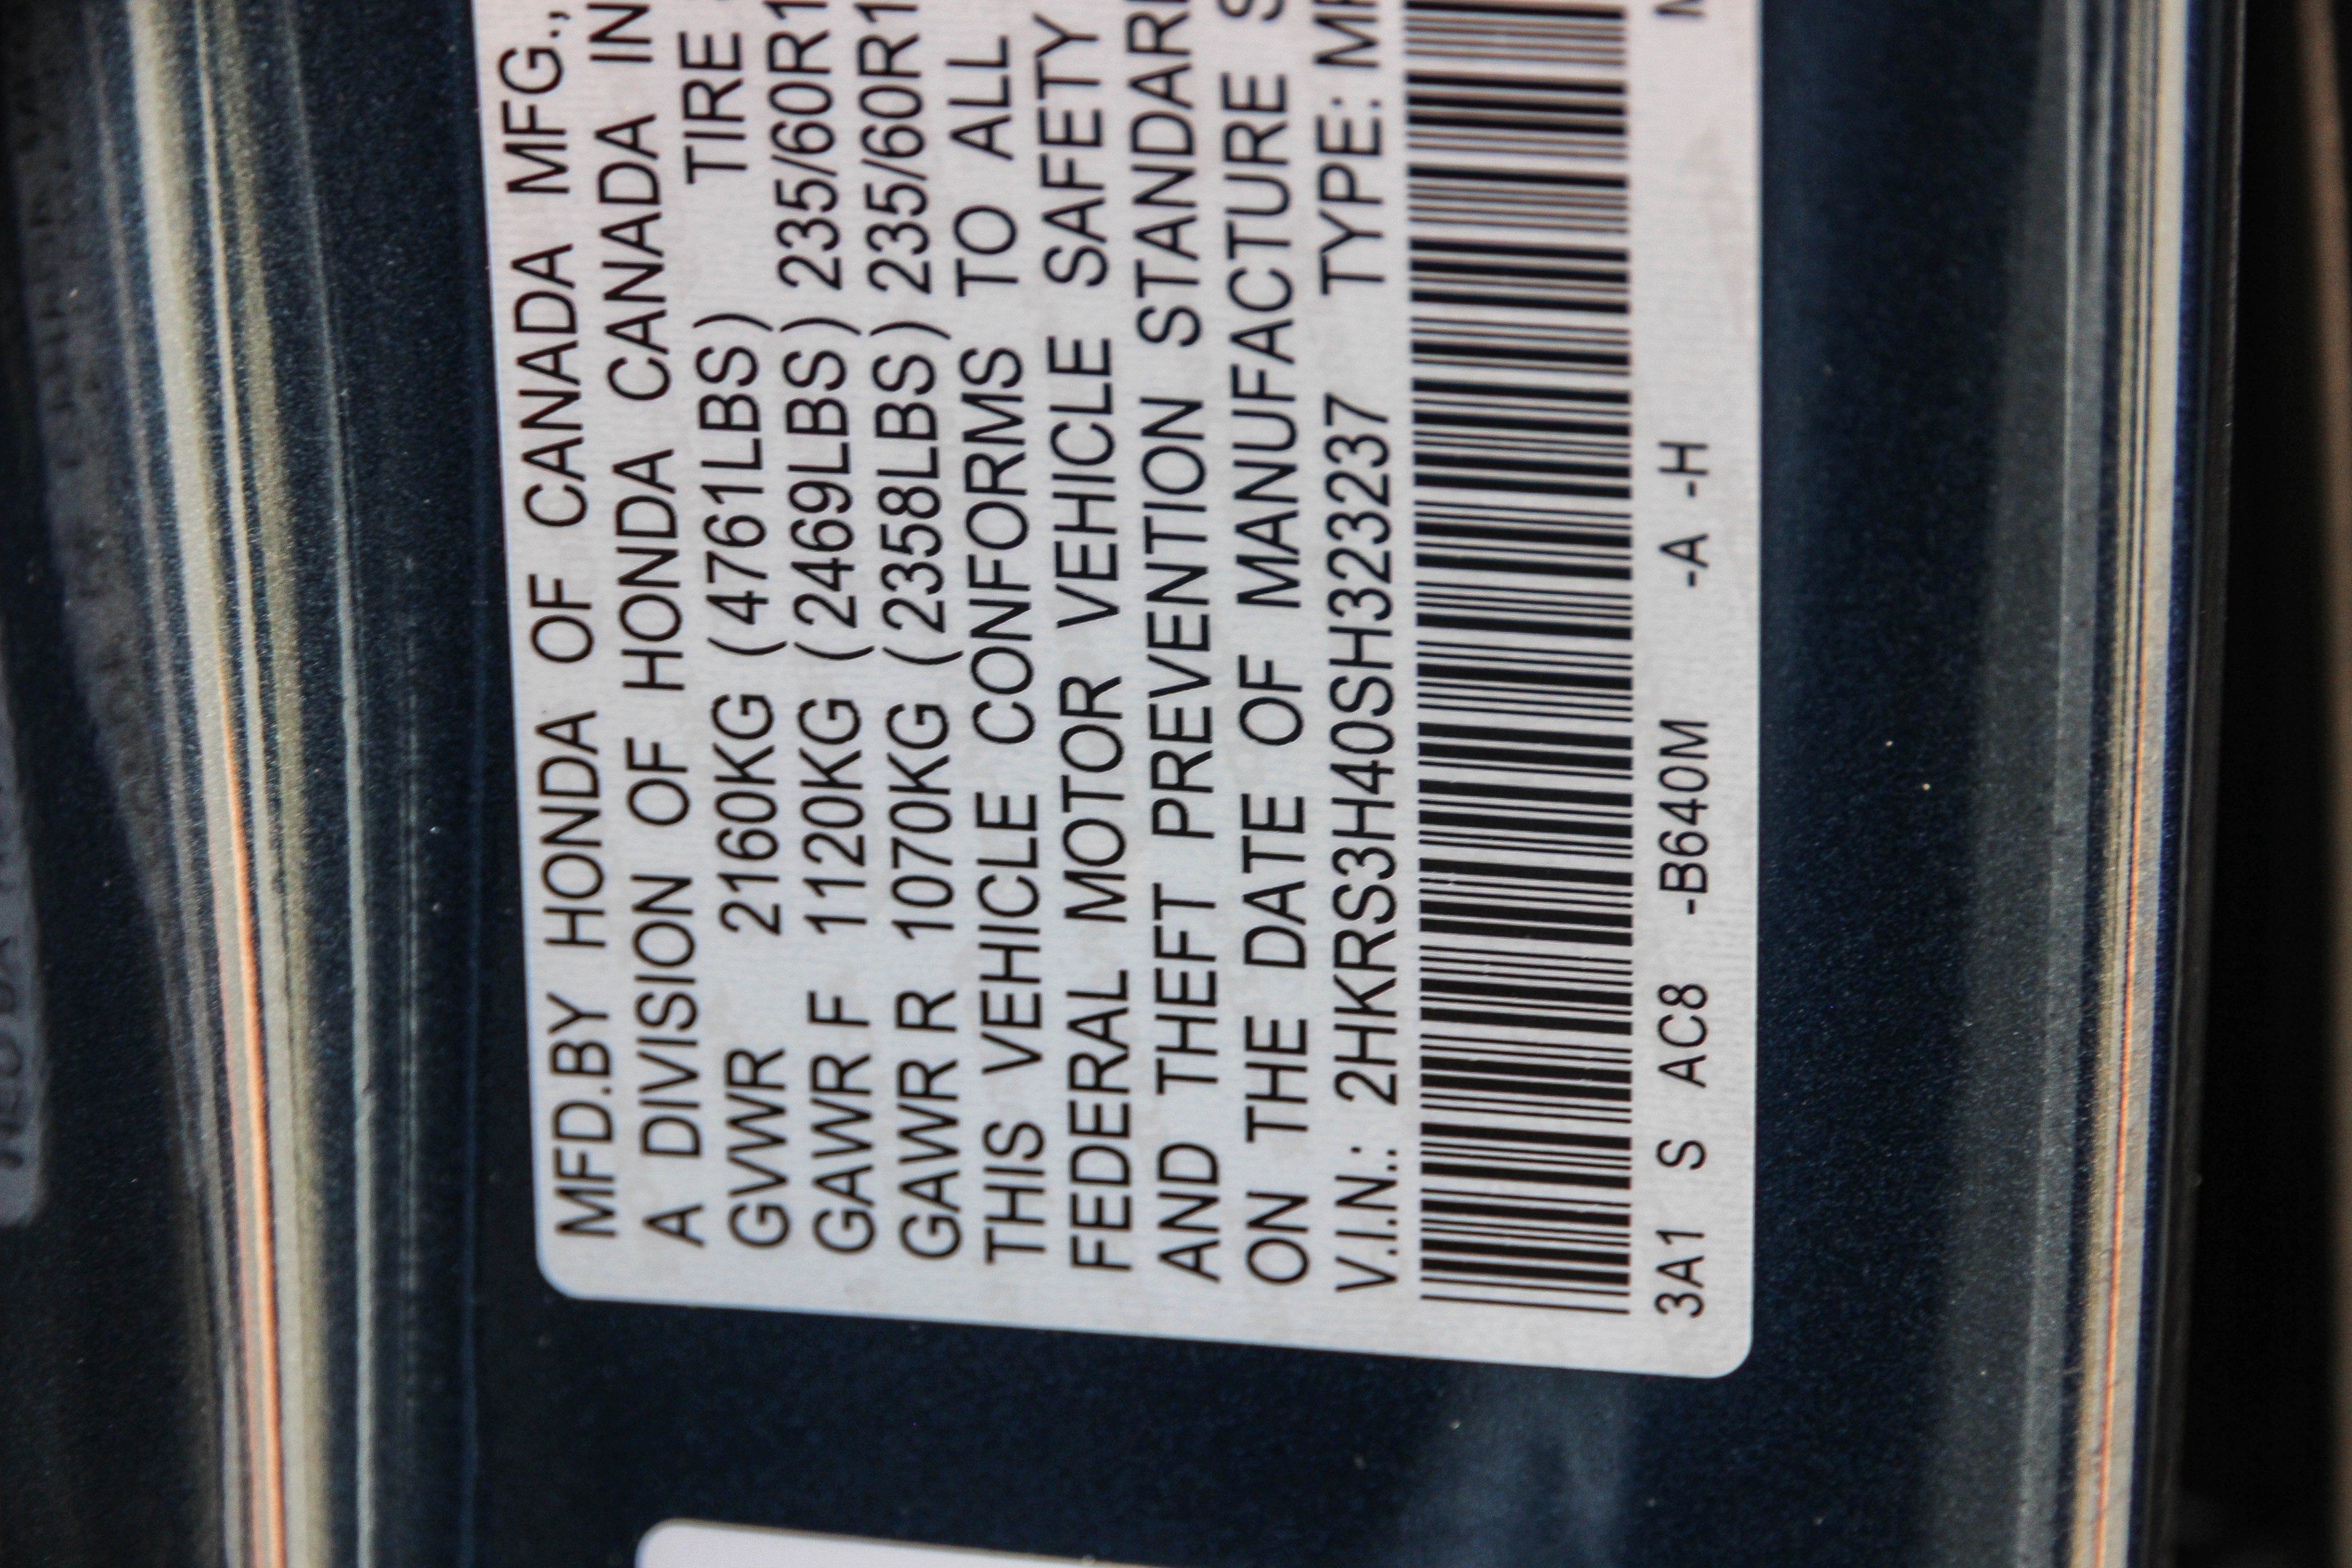 MFD.BY HONDA OF CANADA MFG.,
A DIVISION OF HONDA CANADA IN
GVWR 2160KG (4761LBS) TIRE
GAWR F 1120KG (2469LBS) 235/60R1
GAWR R 1070KG (2358LBS) 235/60R1
THIS VEHICLE CONFORMS TO ALL
FEDERAL MOTOR VEHICLE SAFETY
AND THEFT PREVENTION STANDAR
ON THE DATE OF MANUFACTURE S
V.I.N.: 2HKRS3H40SH323237 TYPE: M
3A1 S AC8 -B640M -A -H